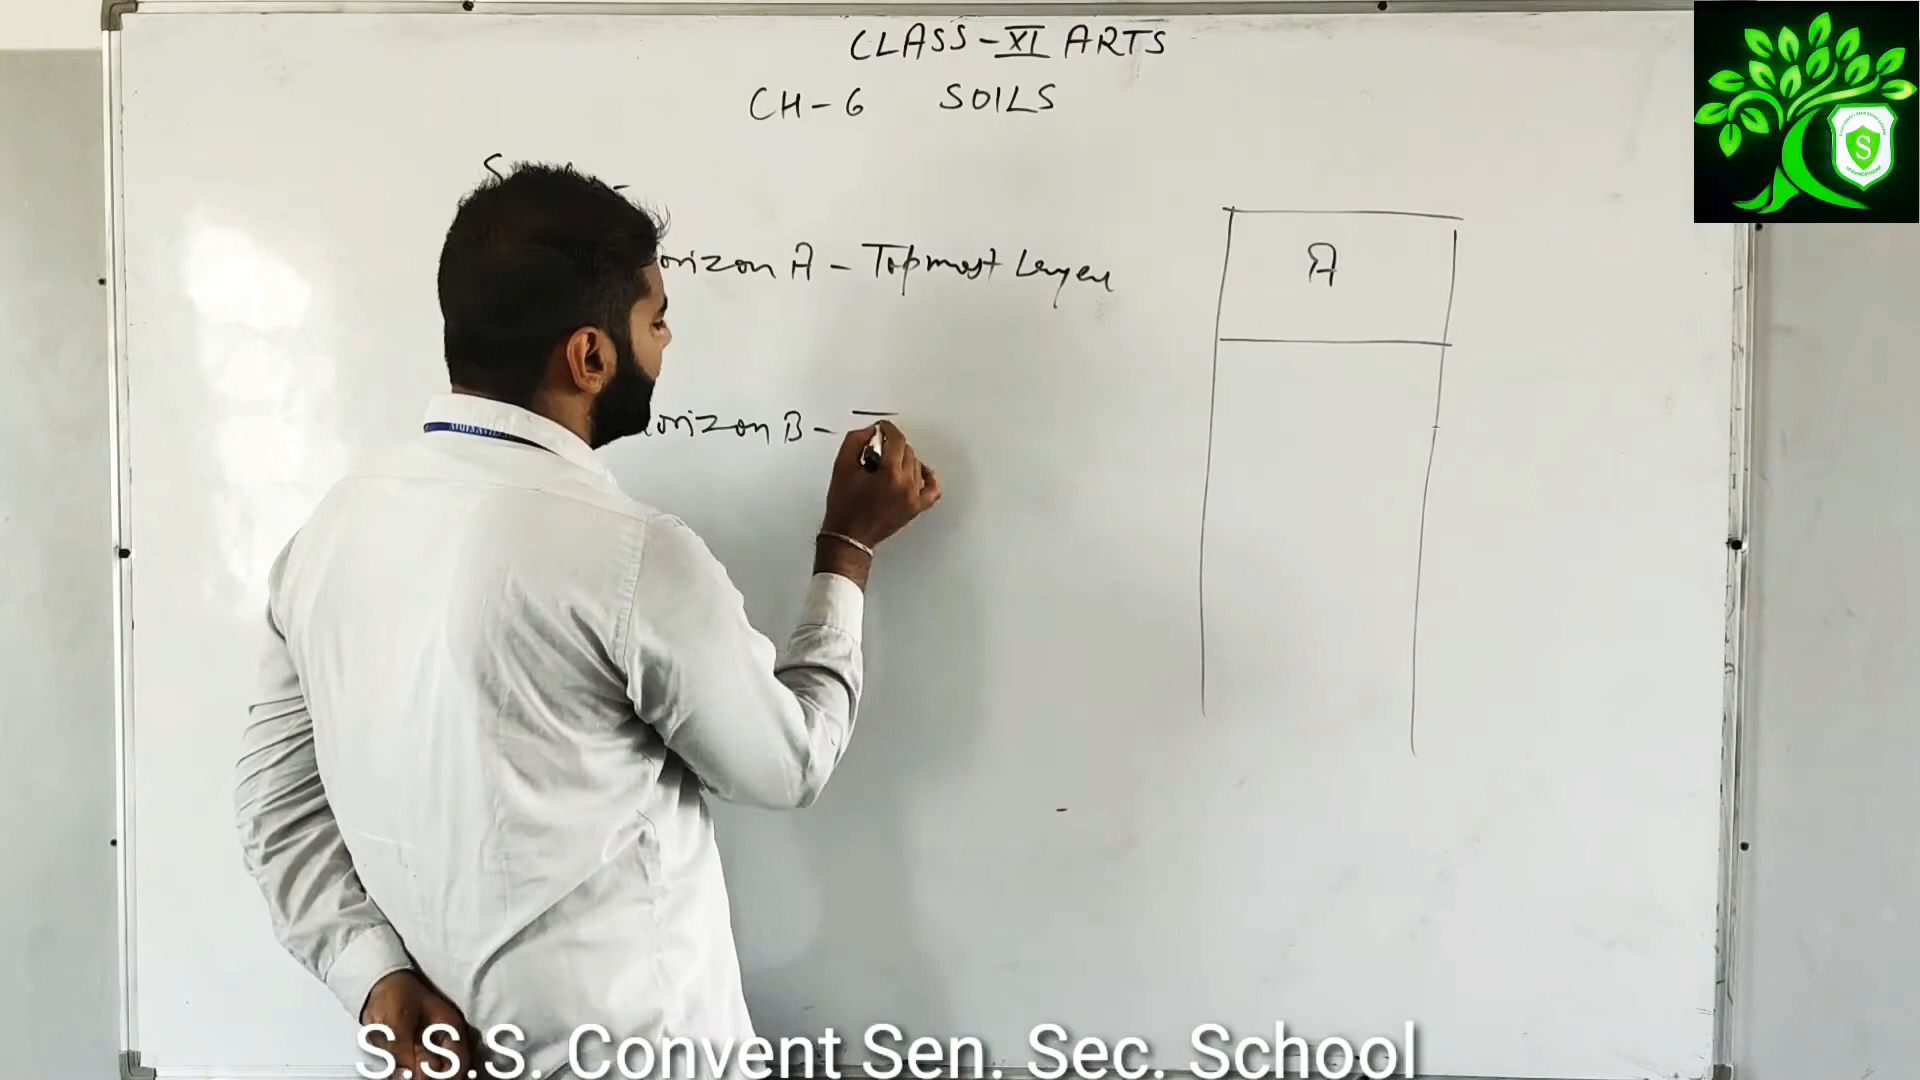 CLASS-XI ARTS
CH-6 SOILS
orizon A - Topmost Layer
A
orizon B -
S
S.S.S. Convent Sen. Sec. School